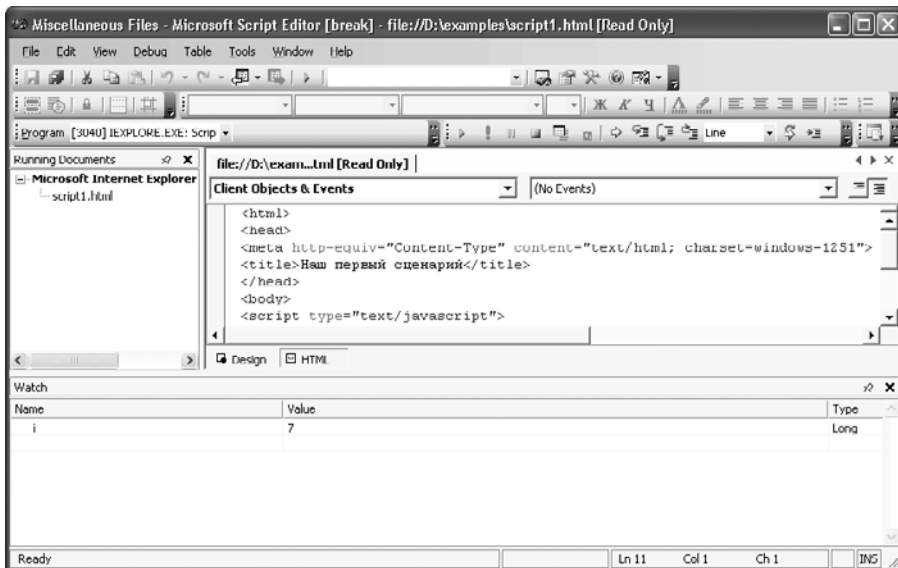 Miscellaneous Files - Microsoft Script Editor [break] - file://D:\examples\script1.html [Read Only]
File Edit View Debug Table Tools Window Help
Ж К Ч
Program [3040] IEXPLORE.EXE: Scrip
Line
Running Documents
Microsoft Internet Explorer
script1.html
file://D:\exam...tml [Read Only]
Client Objects & Events (No Events)
<html>
<head>
<meta http-equiv="Content-Type" content="text/html; charset=windows-1251">
<title>Наш первый сценарий</title>
</head>
<body>
<script type="text/javascript">
Design HTML
Watch
Name Value Type
i 7 Long
Ready Ln 11 Col 1 Ch 1 INS